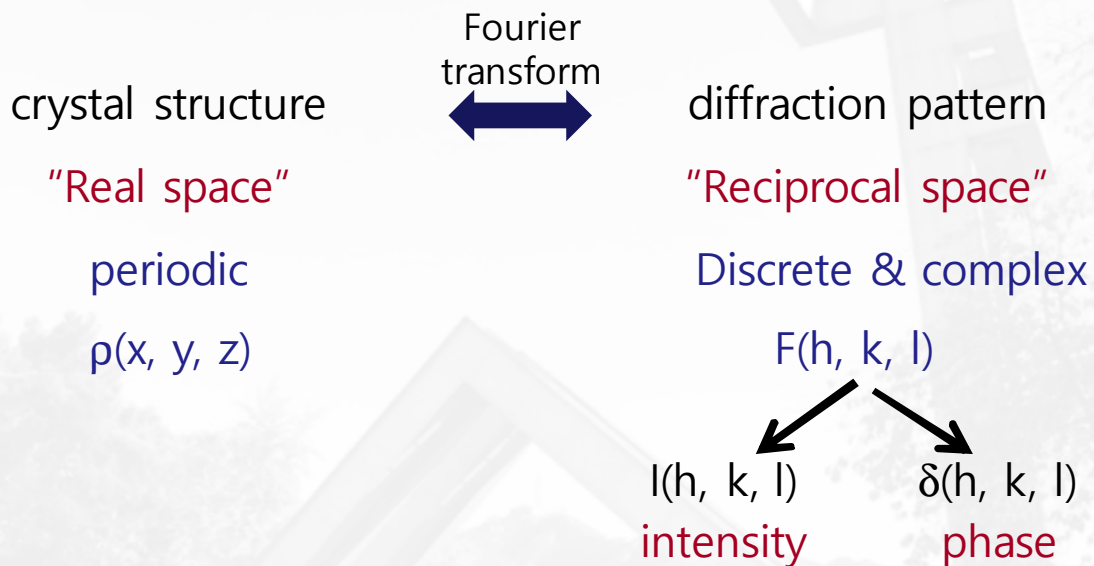 Fourier
transform
crystal structure
diffraction pattern
"Real space"
"Reciprocal space"
periodic
Discrete & complex
ρ(x, y, z)
F(h, k, l)
I(h, k, l)
δ(h, k, l)
intensity
phase